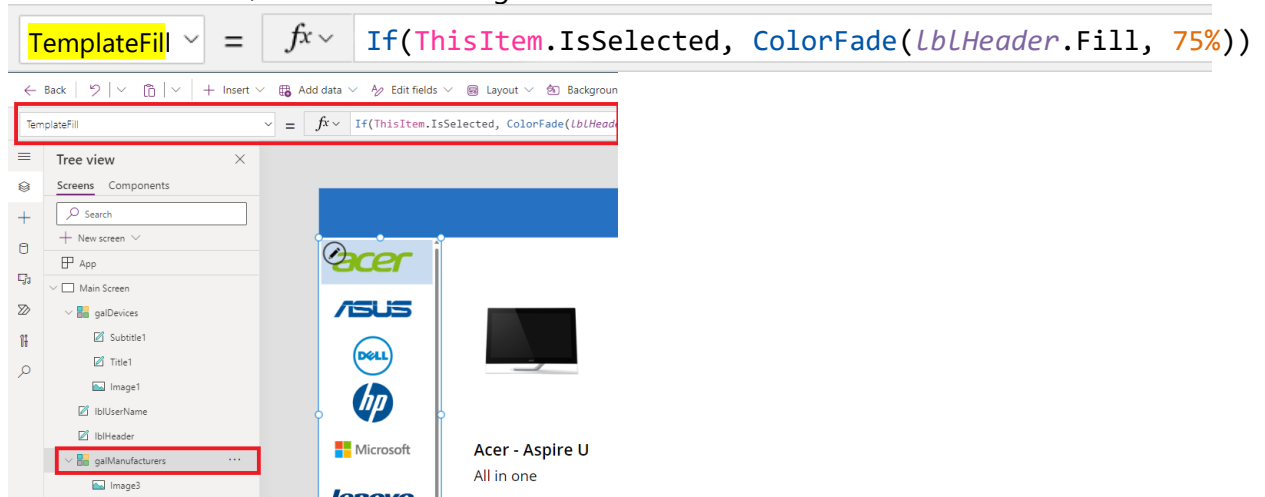 TemplateFill = fx If(ThisItem.IsSelected, ColorFade(lblHeader.Fill, 75%))
Back Insert Add data Edit fields Layout Backgroun
TemplateFill = fx If(ThisItem.IsSelected, ColorFade(lblHead
Tree view
Screens Components
Search
New screen
App
Main Screen
galDevices
Subtitle1
Title1
Image1
lblUserName
lblHeader
galManufacturers ...
Image3
acer
ASUS
DELL
hp
Microsoft
lenovo
Acer - Aspire U
All in one